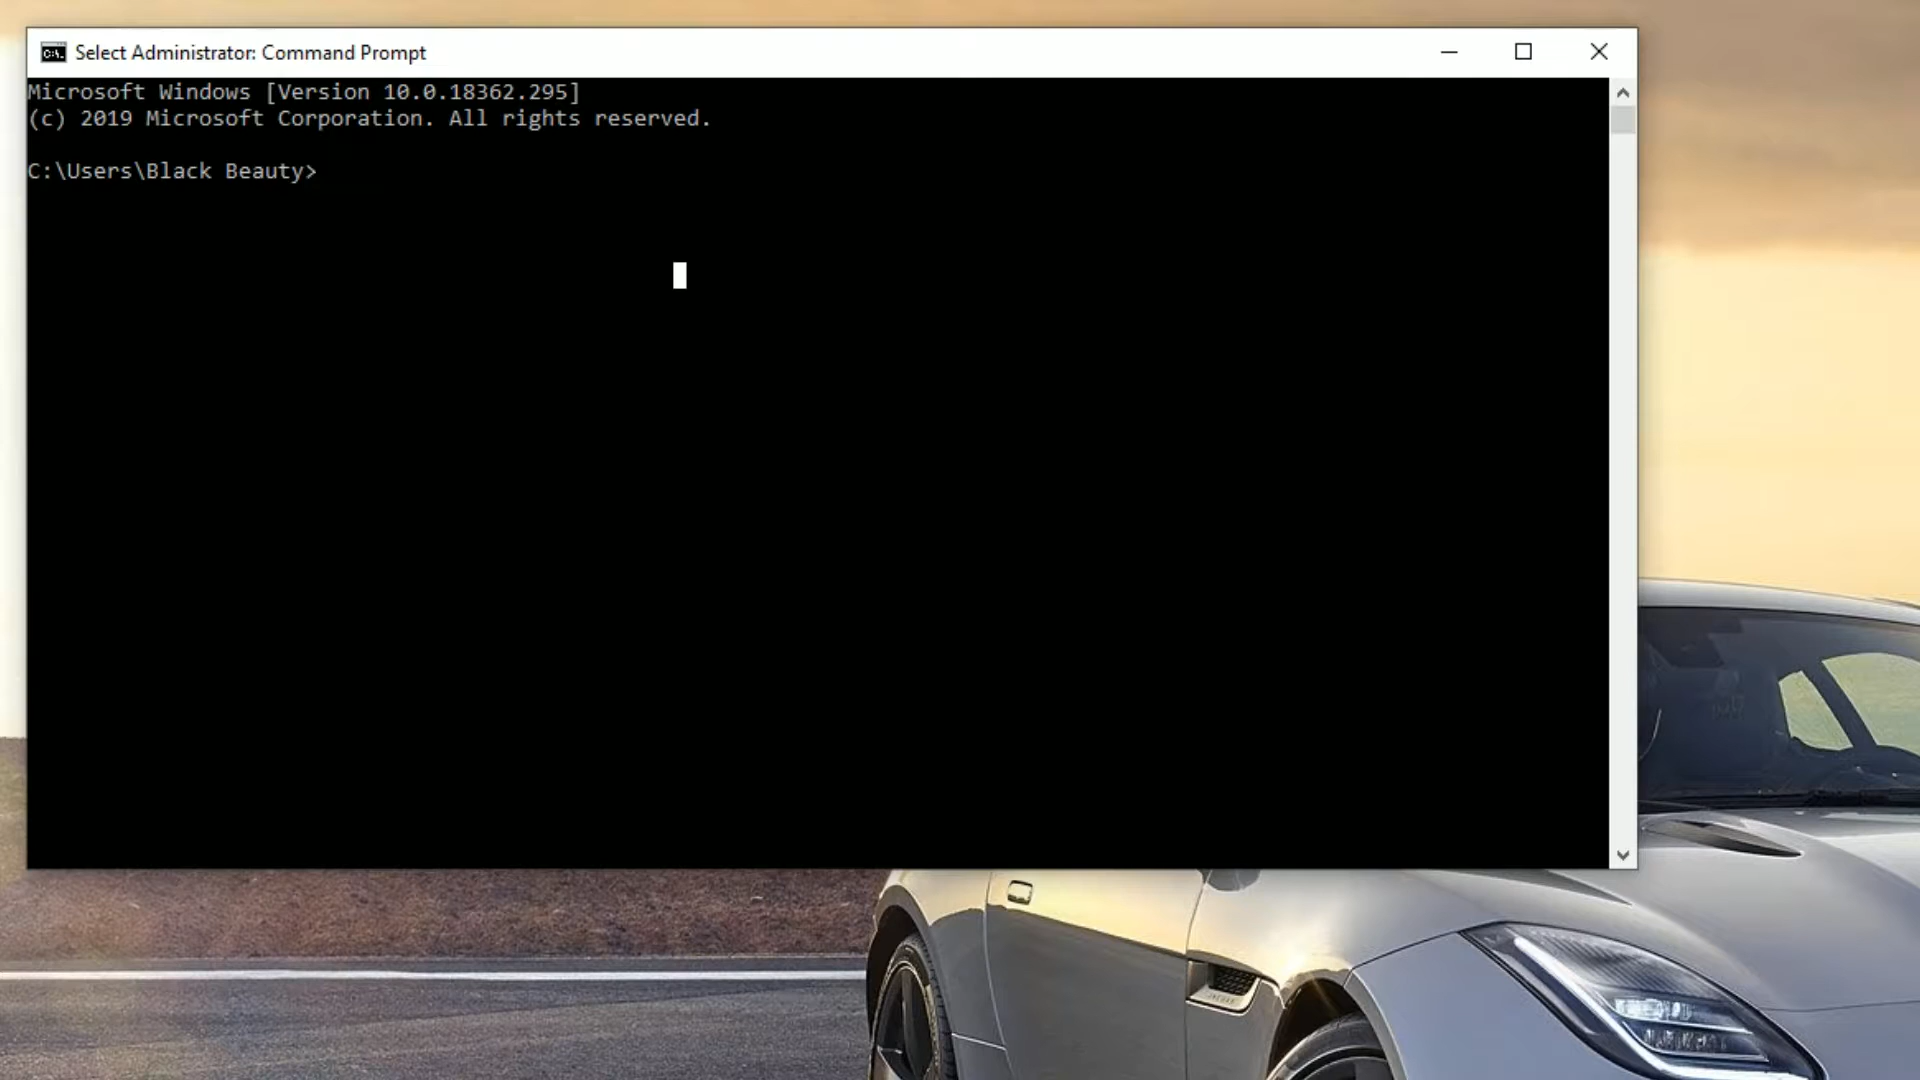 Select Administrator: Command Prompt
Microsoft Windows [Version 10.0.18362.295]
(c) 2019 Microsoft Corporation. All rights reserved.
C:\Users\Black Beauty>
JAGUAR